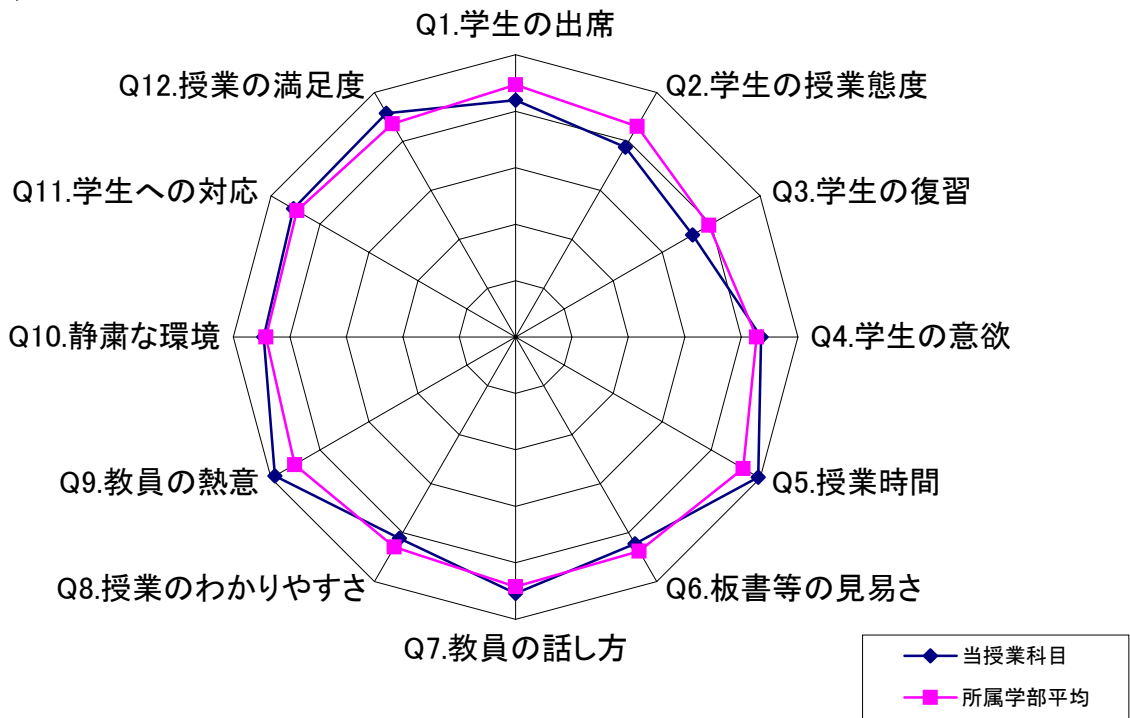 Q1.学生の出席
Q2.学生の授業態度
Q3.学生の復習
Q4.学生の意欲
Q5.授業時間
Q6.板書等の見易さ
Q7.教員の話し方
Q8.授業のわかりやすさ
Q9.教員の熱意
Q10.静粛な環境
Q11.学生への対応
Q12.授業の満足度
当授業科目
所属学部平均